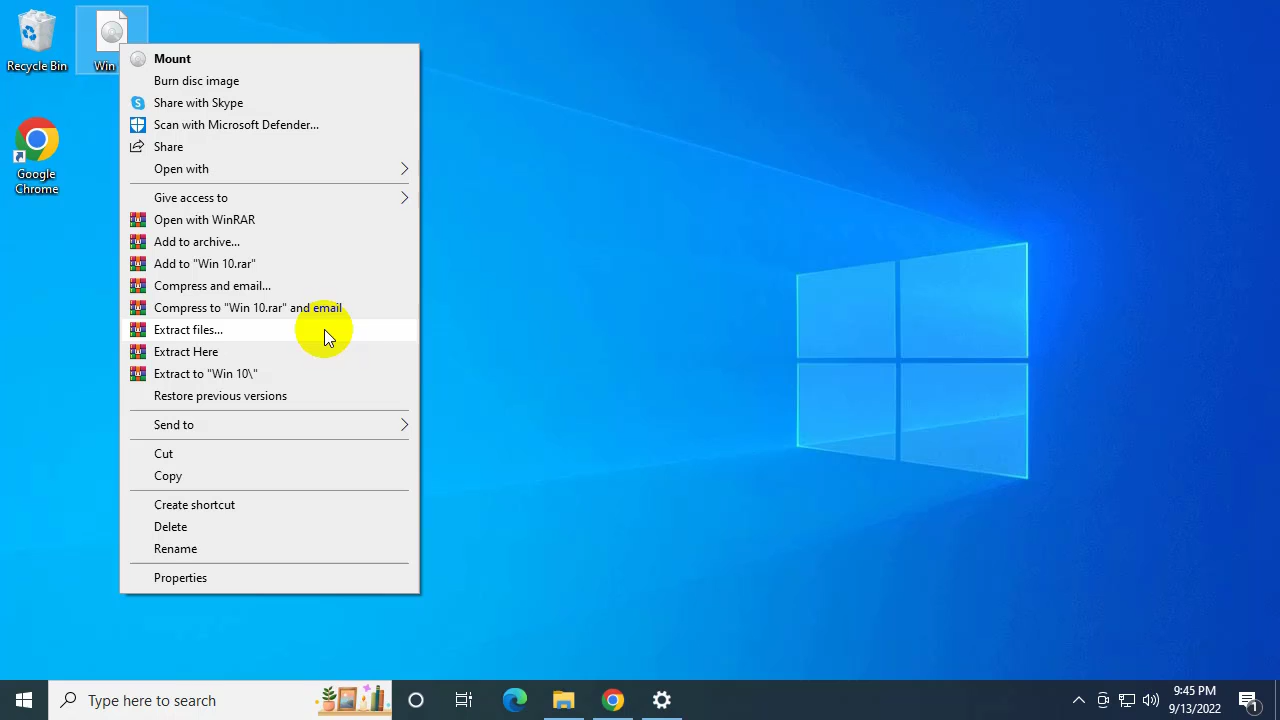 Recycle Bin
Win
Google
Chrome
Mount
Burn disc image
Share with Skype
Scan with Microsoft Defender...
Share
Open with
Give access to
Open with WinRAR
Add to archive...
Add to "Win 10.rar"
Compress and email...
Compress to "Win 10.rar" and email
Extract files...
Extract Here
Extract to "Win 10\"
Restore previous versions
Send to
Cut
Copy
Create shortcut
Delete
Rename
Properties
Type here to search
9:45 PM
9/13/2022
1